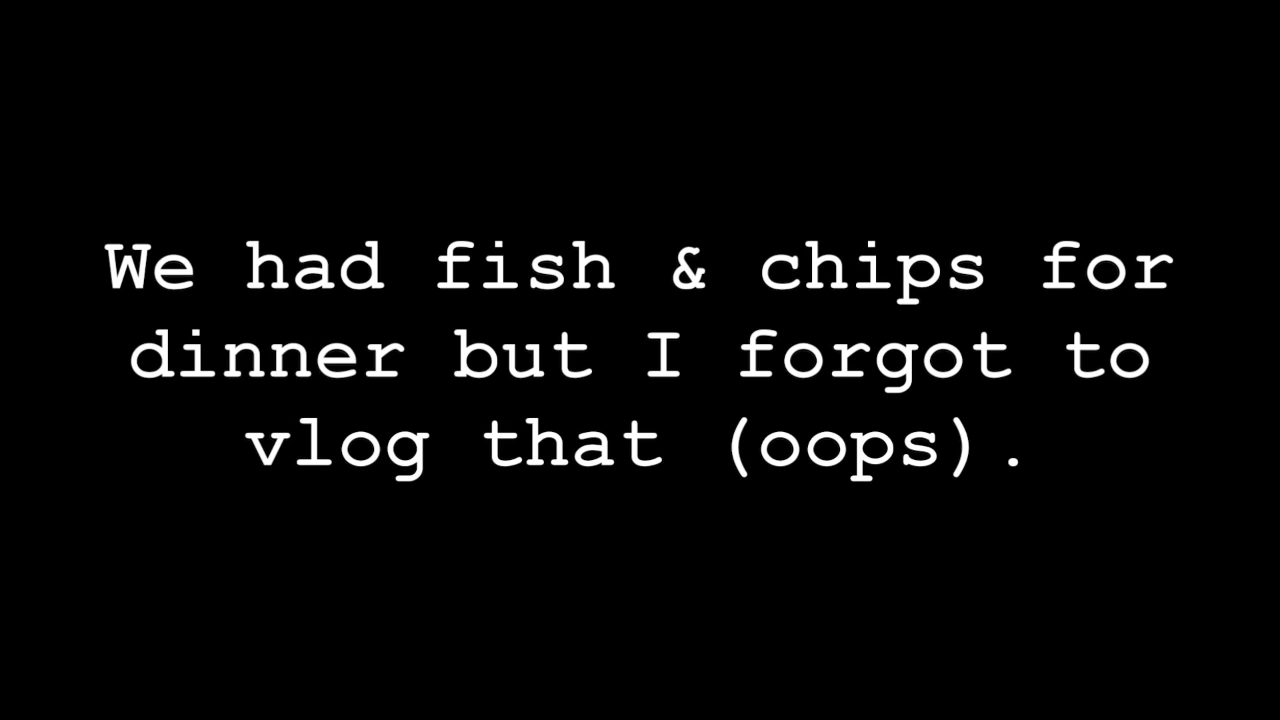 We had fish & chips for
dinner but I forgot to
vlog that (oops).